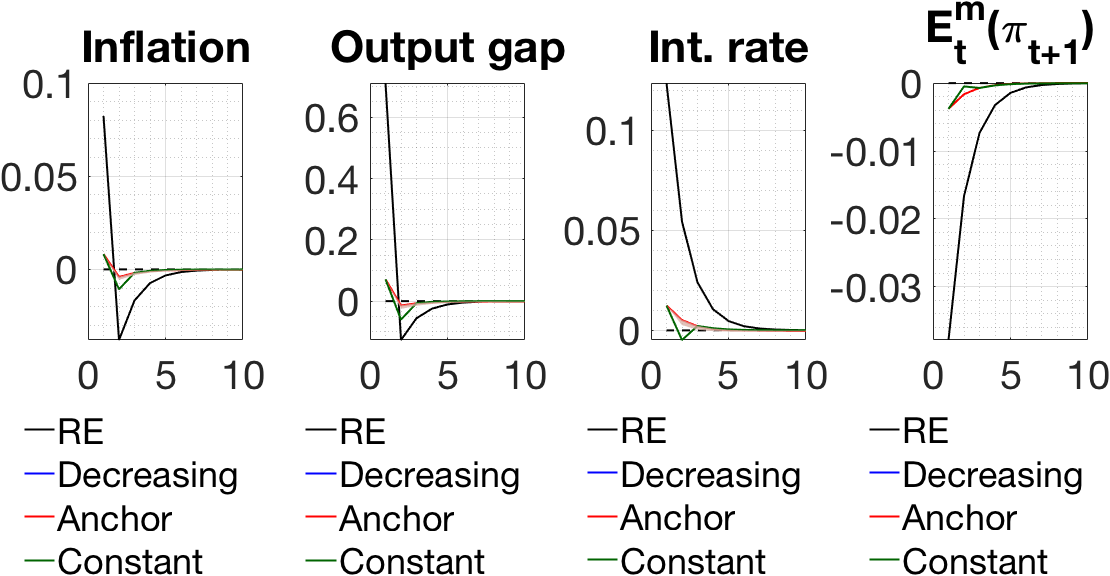 Inflation
0.1
0.05
0
0 5 10
RE
Decreasing
Anchor
Constant
Output gap
0.6
0.4
0.2
0
0 5 10
RE
Decreasing
Anchor
Constant
Int. rate
0.1
0.05
0
0 5 10
RE
Decreasing
Anchor
Constant
E_t^m(π_{t+1})
0
-0.01
-0.02
-0.03
0 5 10
RE
Decreasing
Anchor
Constant